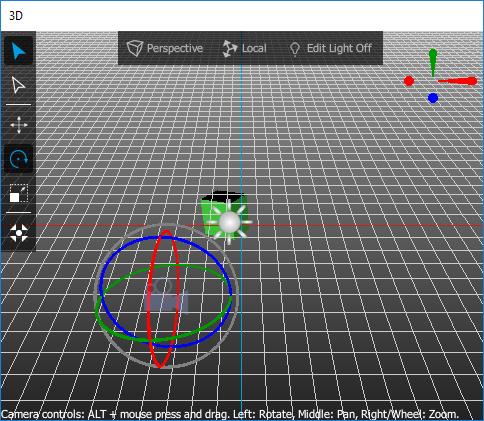 3D
Perspective
Local
Edit Light Off
Camera controls: ALT + mouse press and drag. Left: Rotate, Middle: Pan, Right/Wheel: Zoom.